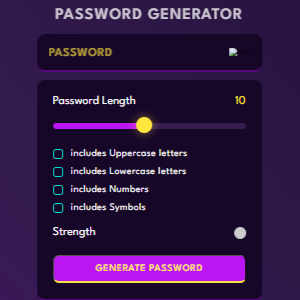 PASSWORD GENERATOR
PASSWORD
Password Length 10
includes Uppercase letters
includes Lowercase letters
includes Numbers
includes Symbols
Strength
GENERATE PASSWORD